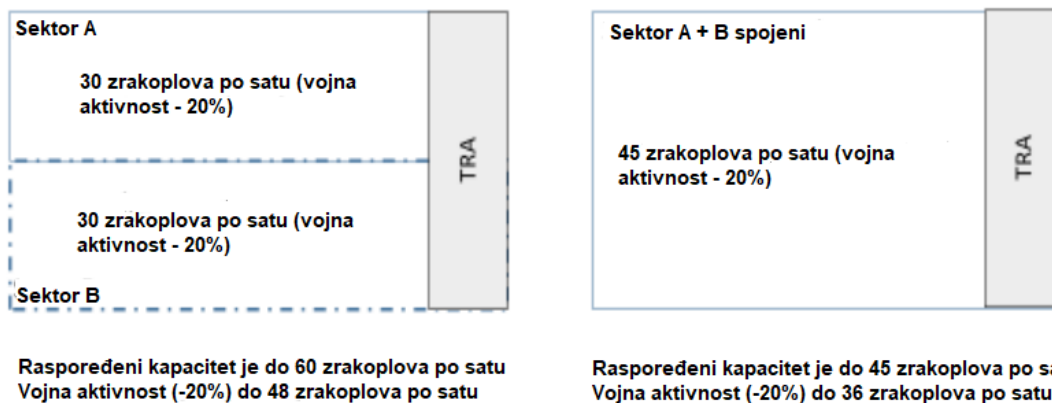 Sektor A
30 zrakoplova po satu (vojna
aktivnost - 20%)
TRA
30 zrakoplova po satu (vojna
aktivnost - 20%)
Sektor B
Raspoređeni kapacitet je do 60 zrakoplova po satu
Vojna aktivnost (-20%) do 48 zrakoplova po satu
Sektor A + B spojeni
45 zrakoplova po satu (vojna
aktivnost - 20%)
TRA
Raspoređeni kapacitet je do 45 zrakoplova po sa
Vojna aktivnost (-20%) do 36 zrakoplova po satu